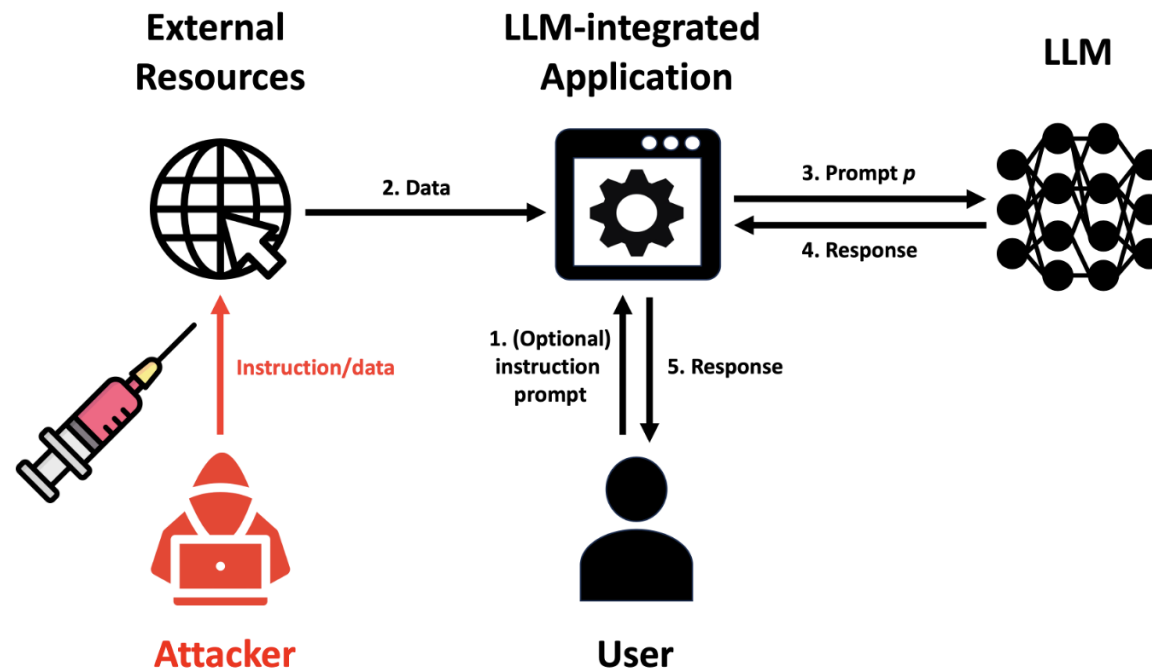 External
Resources
LLM-integrated
Application
LLM
2. Data
3. Prompt p
4. Response
Instruction/data
1. (Optional)
instruction
prompt
5. Response
Attacker
User